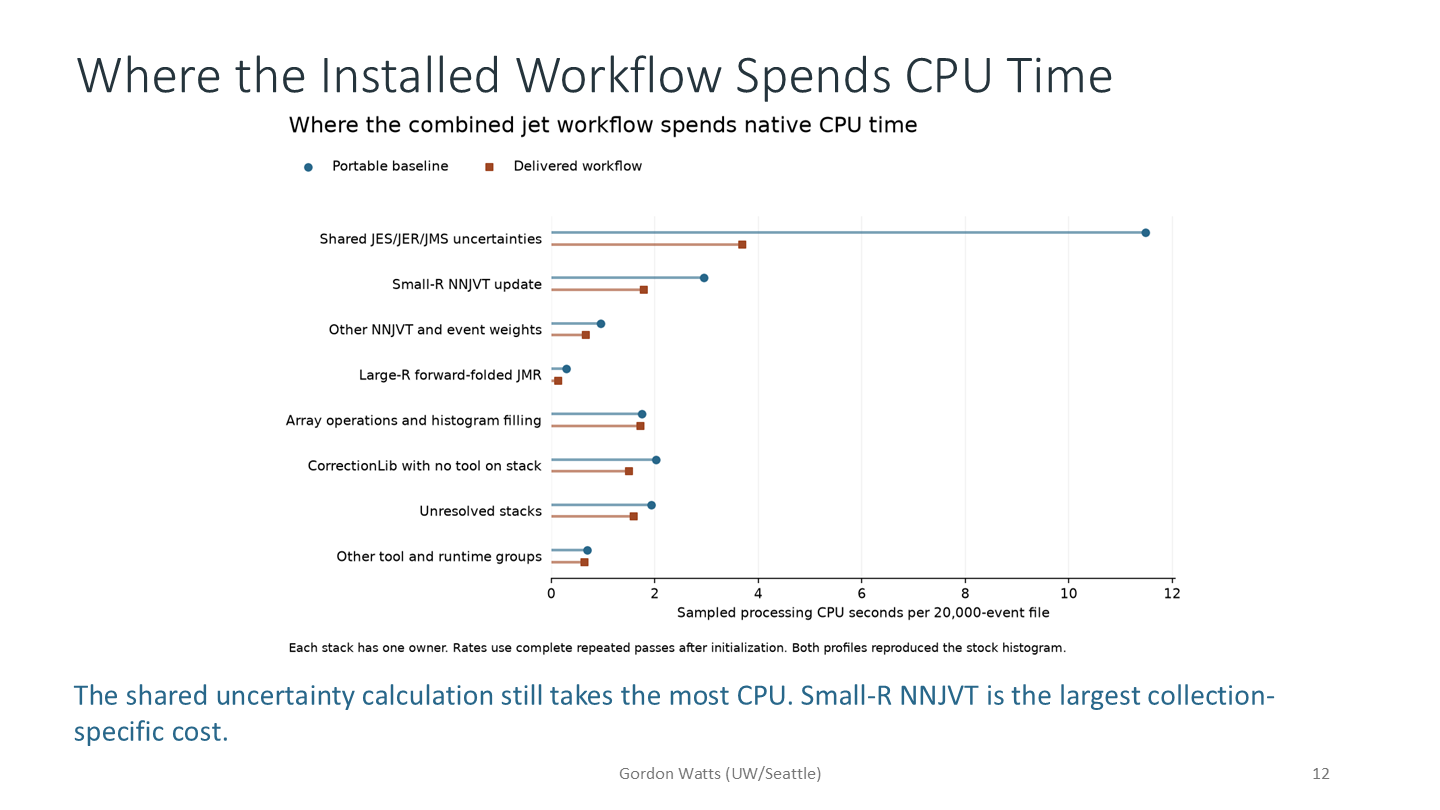 Where the Installed Workflow Spends CPU Time
Where the combined jet workflow spends native CPU time
Portable baseline
Delivered workflow
Shared JES/JER/JMS uncertainties
Small-R NNJVT update
Other NNJVT and event weights
Large-R forward-folded JMR
Array operations and histogram filling
CorrectionLib with no tool on stack
Unresolved stacks
Other tool and runtime groups
0 2 4 6 8 10 12
Sampled processing CPU seconds per 20,000-event file
Each stack has one owner. Rates use complete repeated passes after initialization. Both profiles reproduced the stock histogram.
The shared uncertainty calculation still takes the most CPU. Small-R NNJVT is the largest collection-
specific cost.
Gordon Watts (UW/Seattle)
12